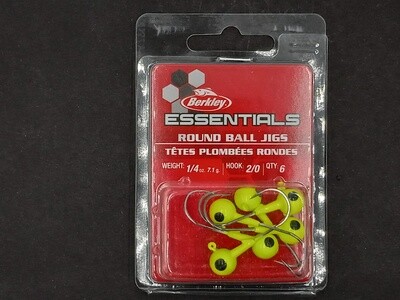 Berkley
ESSENTIALS
ROUND BALL JIGS
TÊTES PLOMBÉES RONDES
WEIGHT: 1/4 oz. 7.1 g. HOOK: 2/0 QTY: 6